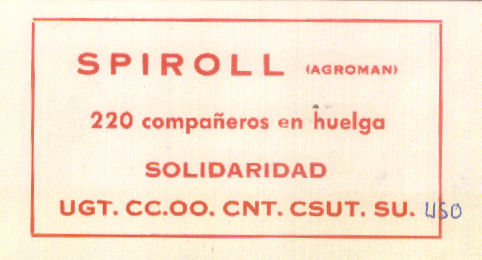 SPIROLL (AGROMAN)
220 compañeros en huelga
SOLIDARIDAD
UGT. CC.OO. CNT. CSUT. SU. USO